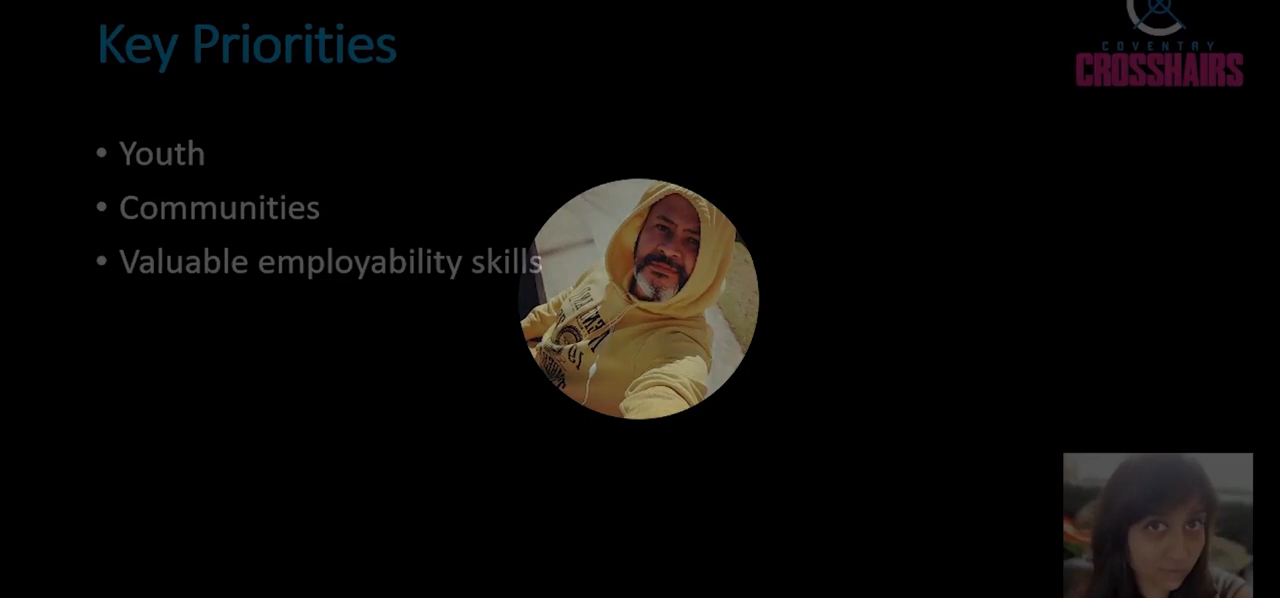 Key Priorities
COVENTRY
CROSSHAIRS
• Youth
• Communities
• Valuable employability skills